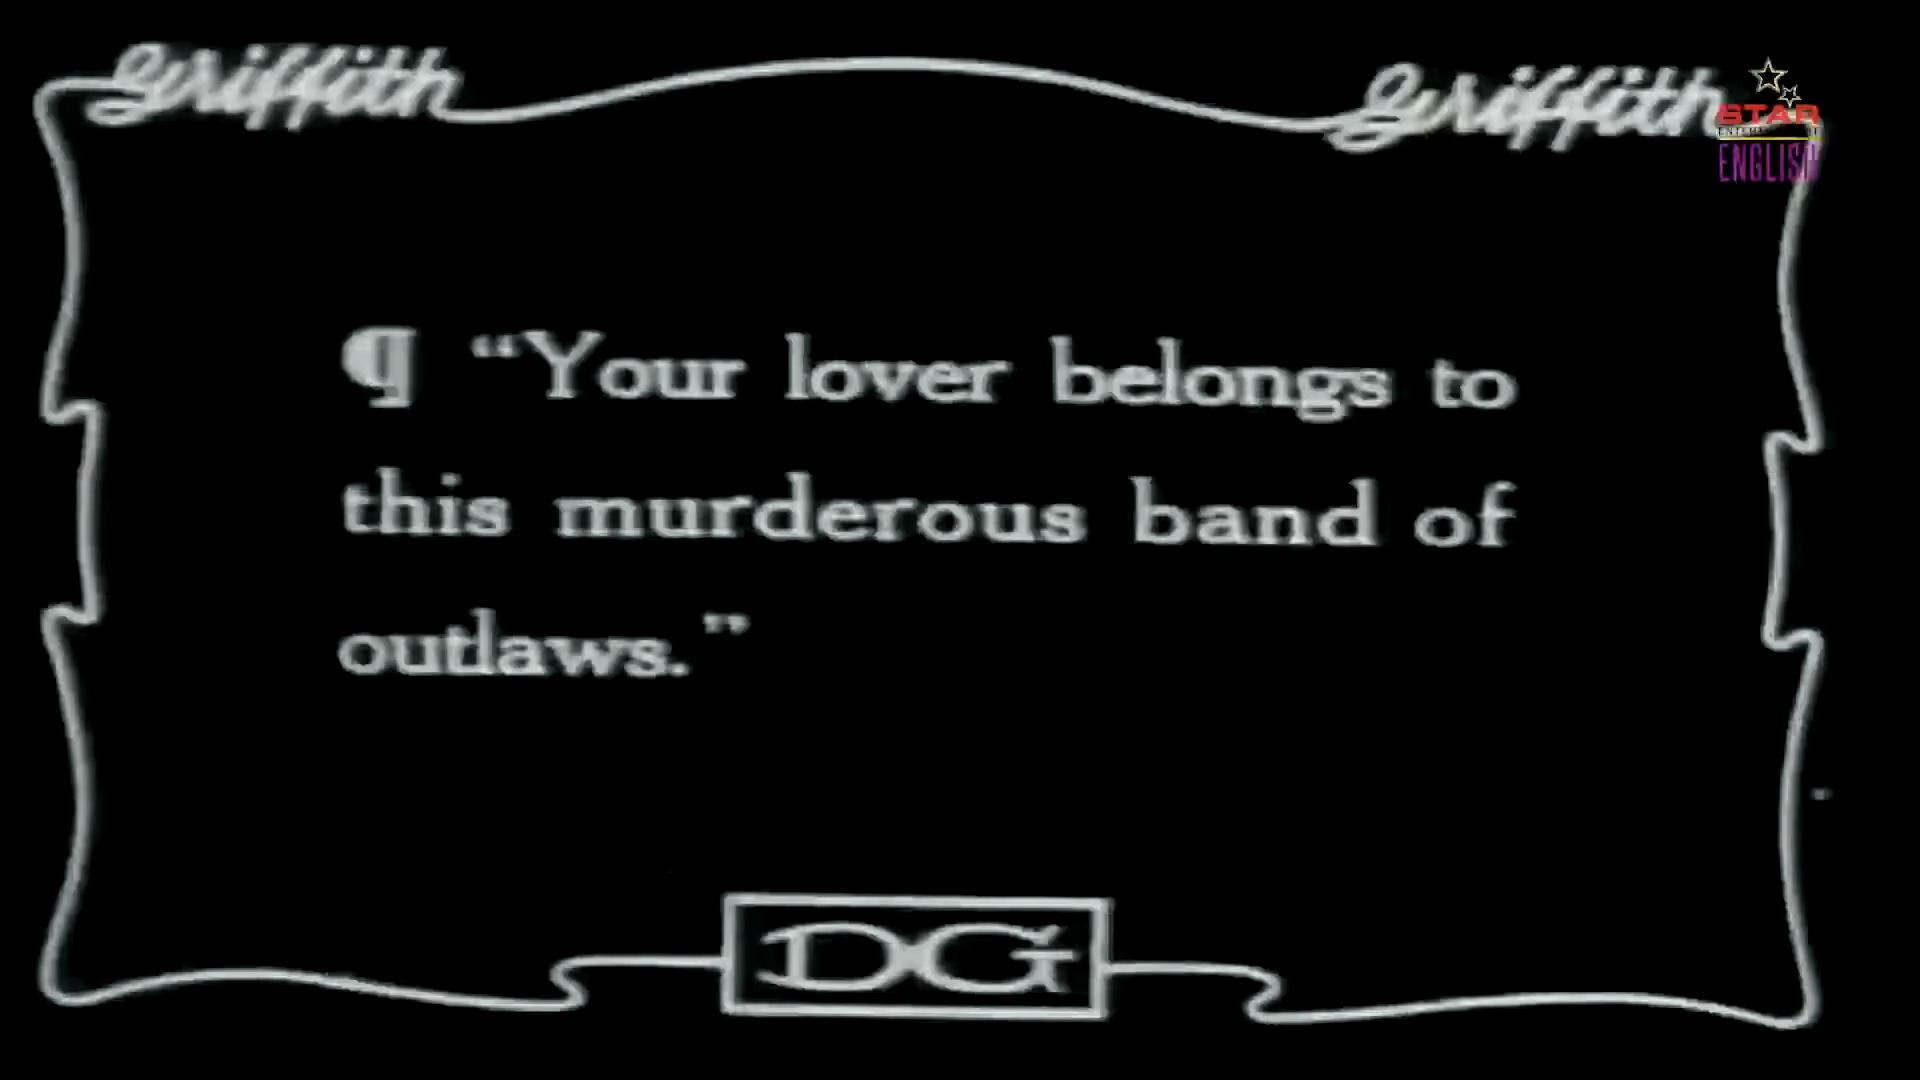 Griffith Griffith
STAR
ENGLISH
¶ “Your lover belongs to
this murderous band of
outlaws.”
DG